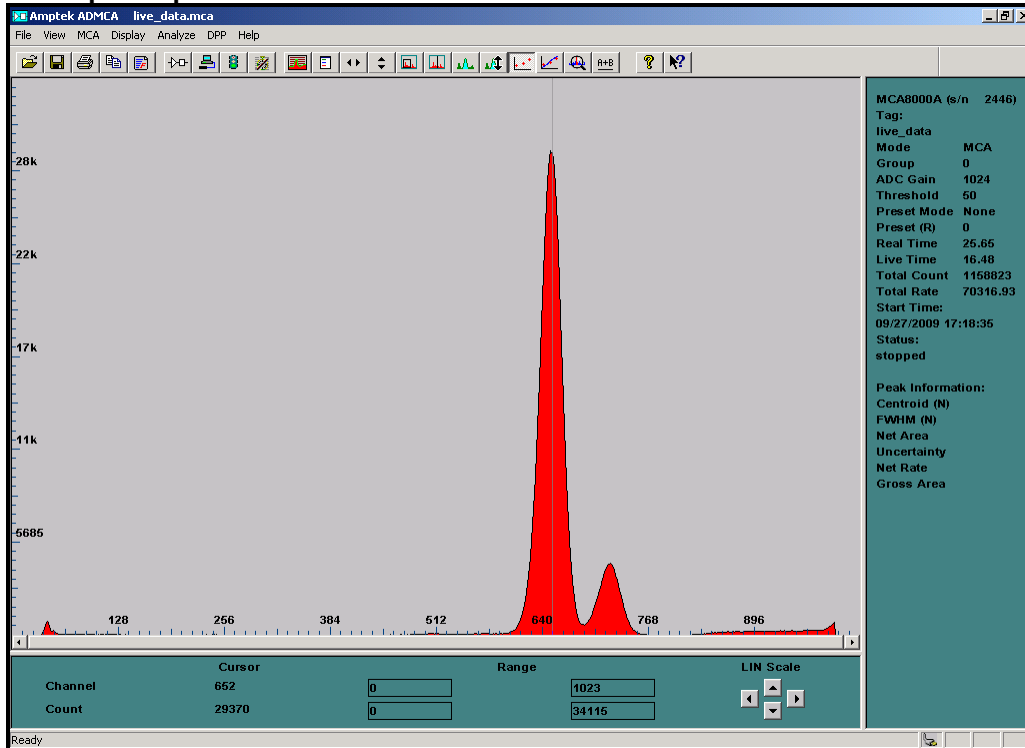 Amptek ADMCA live_data.mca
File View MCA Display Analyze DPP Help
A+B
28k
22k
17k
11k
5685
128 256 384 512 640 768 896
MCA8000A (s/n 2446)
Tag:
live_data
Mode MCA
Group 0
ADC Gain 1024
Threshold 50
Preset Mode None
Preset (R) 0
Real Time 25.65
Live Time 16.48
Total Count 1158823
Total Rate 70316.93
Start Time:
09/27/2009 17:18:35
Status:
stopped
Peak Information:
Centroid (N)
FWHM (N)
Net Area
Uncertainty
Net Rate
Gross Area
Cursor Range LIN Scale
Channel 652 0 1023
Count 29370 0 34115
Ready